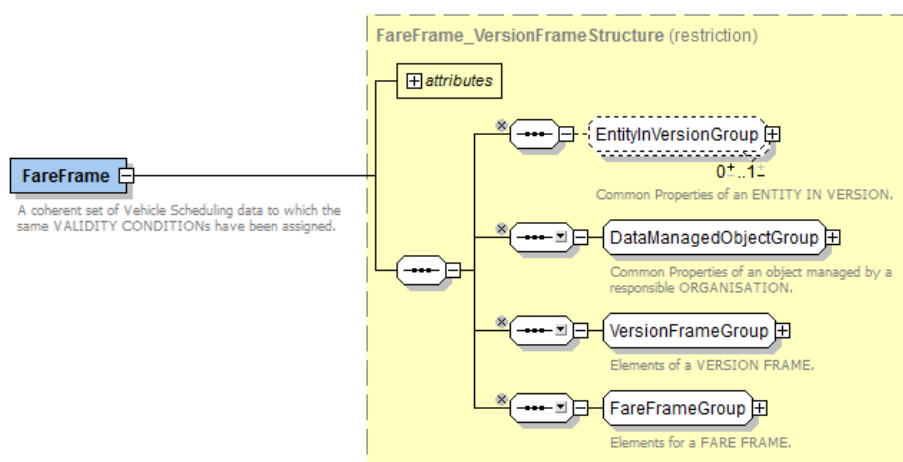 FareFrame_VersionFrameStructure (restriction)
attributes
EntityInVersionGroup
0..1
Common Properties of an ENTITY IN VERSION.
FareFrame
A coherent set of Vehicle Scheduling data to which the
same VALIDITY CONDITIONs have been assigned.
DataManagedObjectGroup
Common Properties of an object managed by a
responsible ORGANISATION.
VersionFrameGroup
Elements of a VERSION FRAME.
FareFrameGroup
Elements for a FARE FRAME.